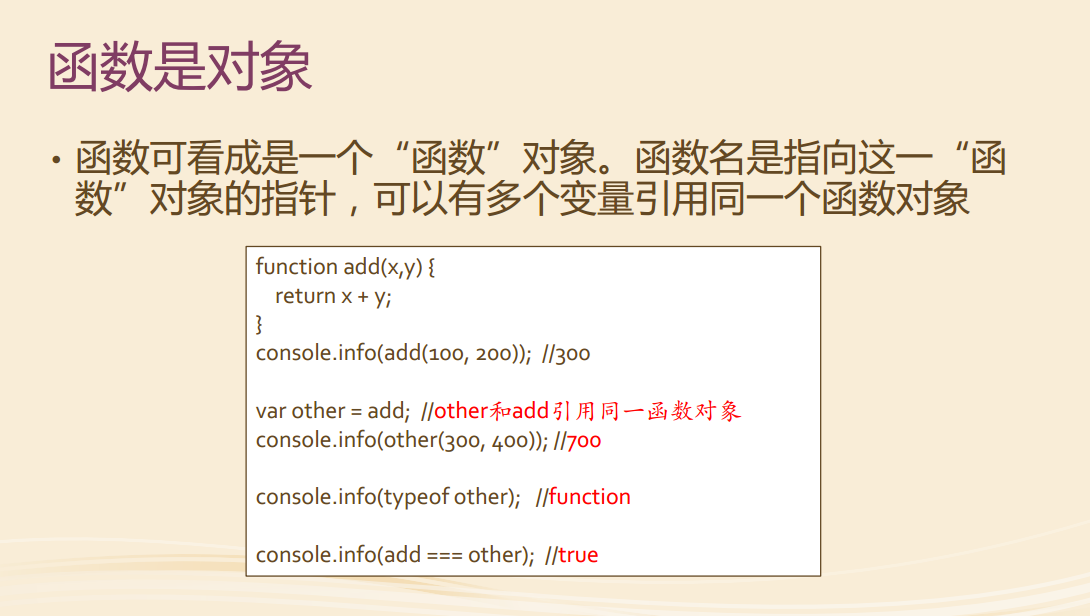 函数是对象
• 函数可看成是一个“函数”对象。函数名是指向这一“函
数”对象的指针，可以有多个变量引用同一个函数对象
function add(x,y) {
return x + y;
}
console.info(add(100, 200)); //300
var other = add; //other和add引用同一函数对象
console.info(other(300, 400)); //700
console.info(typeof other); //function
console.info(add === other); //true